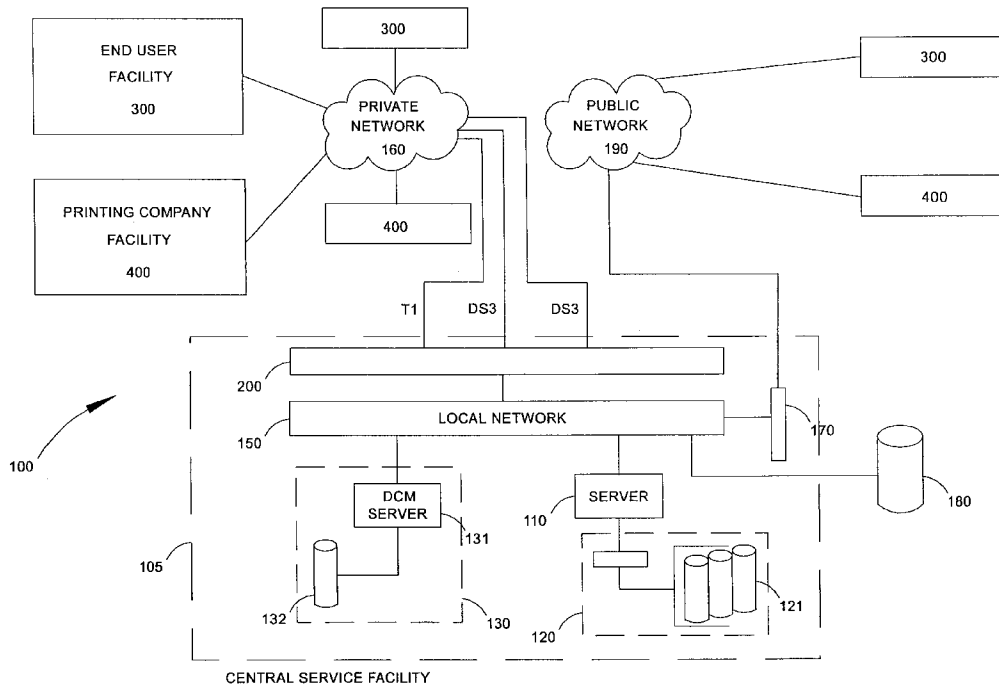 END USER
FACILITY
300
300
PRIVATE
NETWORK
160
PUBLIC
NETWORK
190
300
PRINTING COMPANY
FACILITY
400
400
400
T1
DS3
DS3
200
LOCAL NETWORK
150
170
100
DCM
SERVER
131
110
SERVER
180
105
132
130
120
121
CENTRAL SERVICE FACILITY